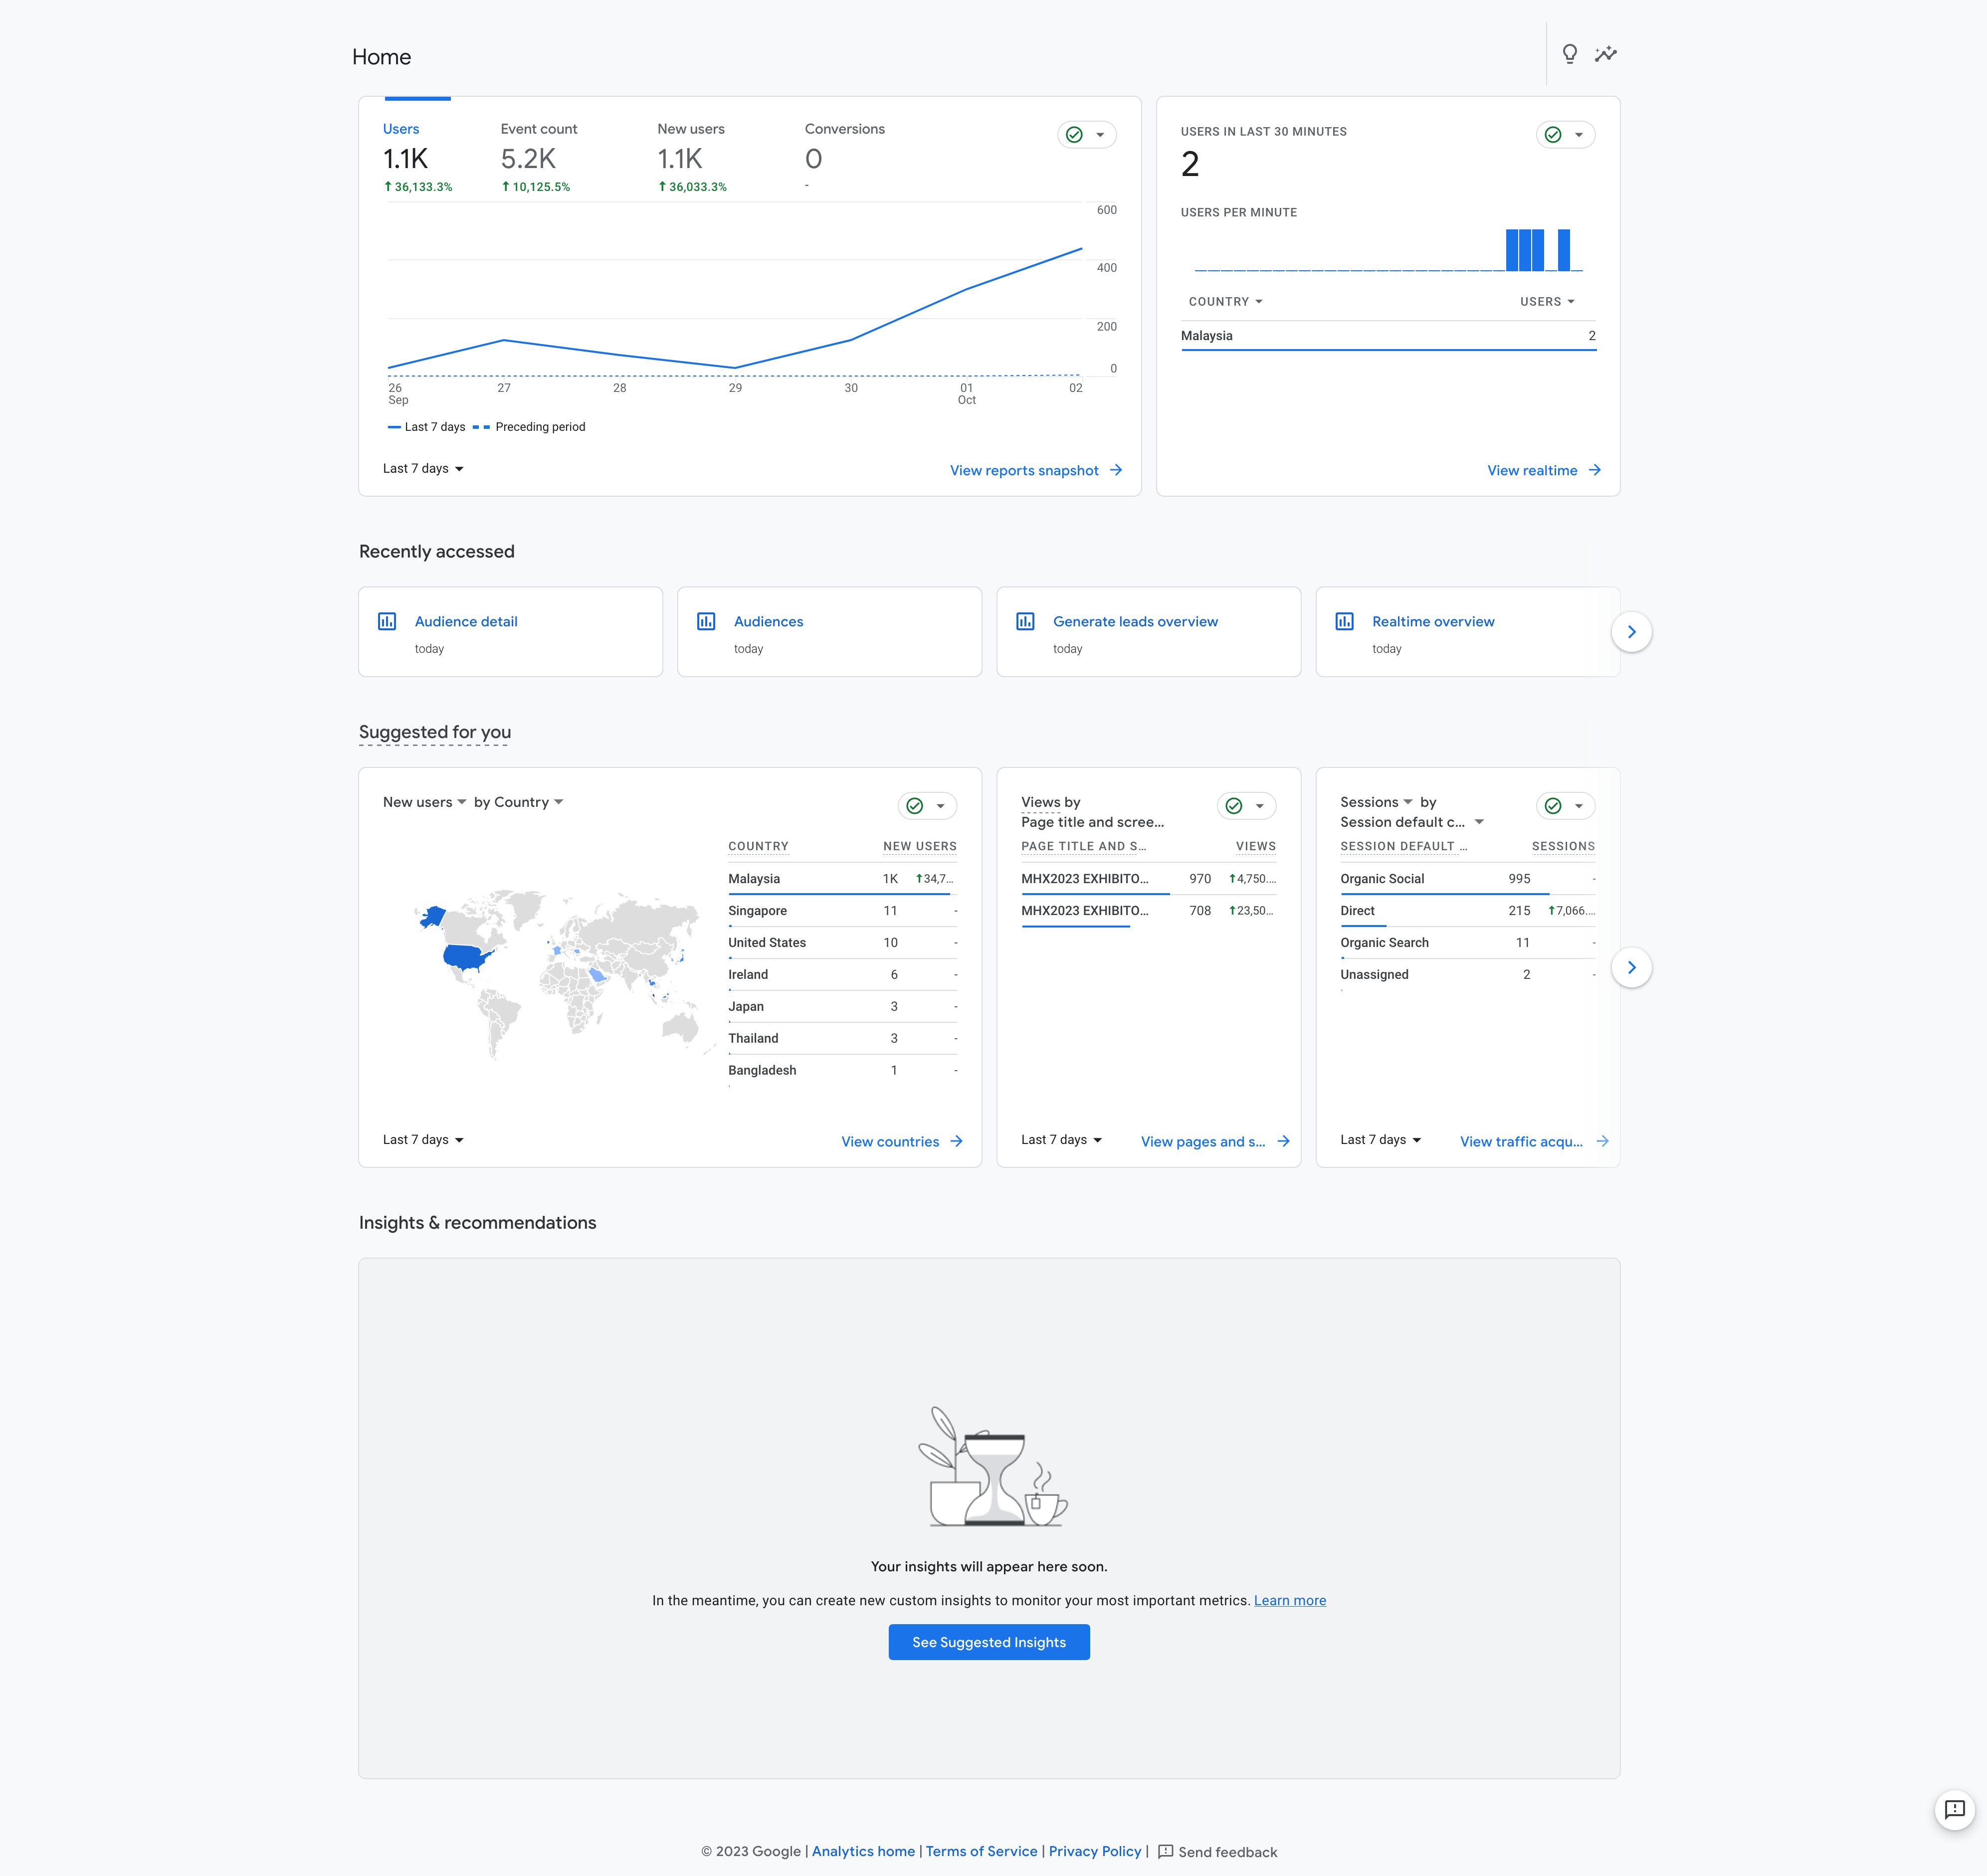 Home
Users
1.1K
36,133.3%
Event count
5.2K
10,125.5%
New users
1.1K
36,033.3%
Conversions
0
-
600
400
200
0
26
Sep
27
28
29
30
01
Oct
02
Last 7 days
Preceding period
Last 7 days
View reports snapshot
USERS IN LAST 30 MINUTES
2
USERS PER MINUTE
COUNTRY USERS
Malaysia 2
View realtime
Recently accessed
Audience detail
today
Audiences
today
Generate leads overview
today
Realtime overview
today
Suggested for you
New users by Country
COUNTRY NEW USERS
Malaysia 1K 34,7...
Singapore 11 -
United States 10 -
Ireland 6 -
Japan 3 -
Thailand 3 -
Bangladesh 1 -
Last 7 days
View countries
Views by
Page title and scree...
PAGE TITLE AND S... VIEWS
MHX2023 EXHIBITO... 970 4,750....
MHX2023 EXHIBITO... 708 23,50...
Last 7 days
View pages and s...
Sessions by
Session default c...
SESSION DEFAULT ... SESSIONS
Organic Social 995 -
Direct 215 7,066....
Organic Search 11 -
Unassigned 2 -
Last 7 days
View traffic acqu...
Insights & recommendations
Your insights will appear here soon.
In the meantime, you can create new custom insights to monitor your most important metrics. Learn more
See Suggested Insights
© 2023 Google | Analytics home | Terms of Service | Privacy Policy | Send feedback